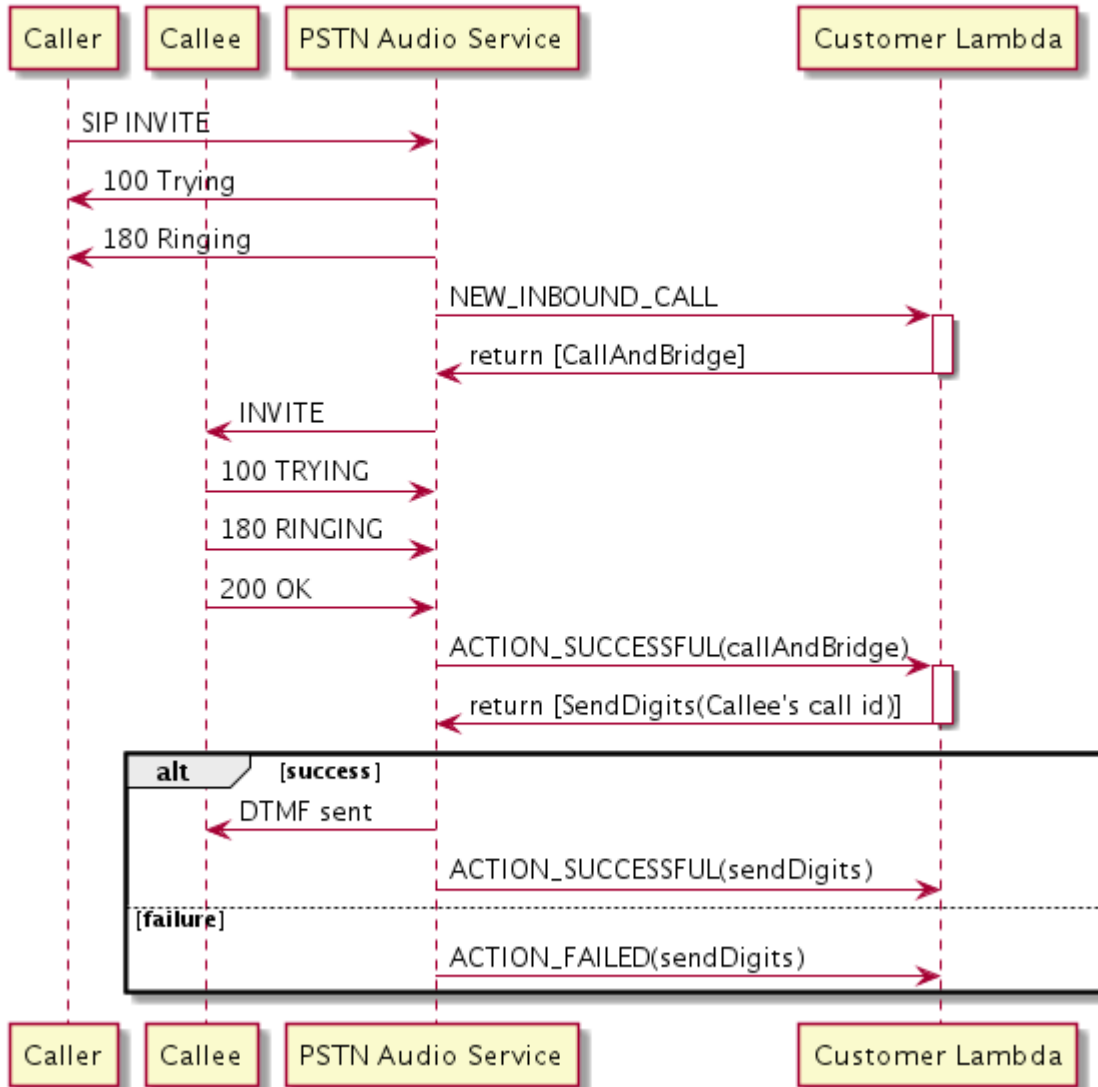 Caller Callee PSTN Audio Service Customer Lambda
SIP INVITE
100 Trying
180 Ringing
NEW_INBOUND_CALL
return [CallAndBridge]
INVITE
100 TRYING
180 RINGING
200 OK
ACTION_SUCCESSFUL(callAndBridge)
return [SendDigits(Callee's call id)]
alt [success]
DTMF sent
ACTION_SUCCESSFUL(sendDigits)
[failure]
ACTION_FAILED(sendDigits)
Caller Callee PSTN Audio Service Customer Lambda